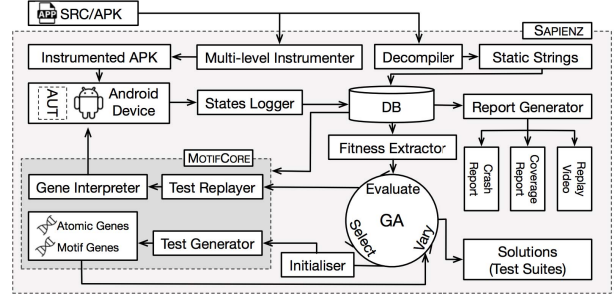 APP SRC/APK
SAPIENZ
Instrumented APK
Multi-level Instrumenter
Decompiler
Static Strings
AUT
Android
Device
States Logger
DB
Report Generator
Fitness Extractor
Crash
Report
Coverage
Report
Replay
Video
MOTIFCORE
Gene Interpreter
Test Replayer
Evaluate
GA
Select
Vary
Atomic Genes
Motif Genes
Test Generator
Initialiser
Solutions
(Test Suites)